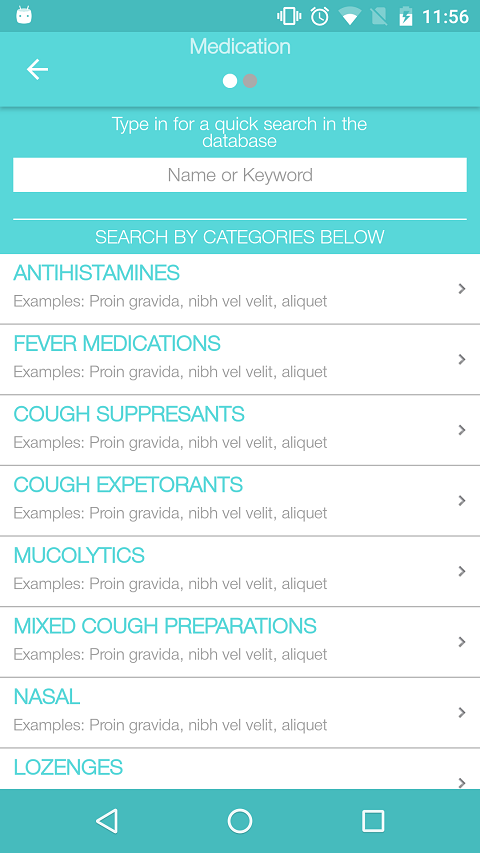 11:56
Medication
Type in for a quick search in the
database
Name or Keyword
SEARCH BY CATEGORIES BELOW
ANTIHISTAMINES
Examples: Proin gravida, nibh vel velit, aliquet
FEVER MEDICATIONS
Examples: Proin gravida, nibh vel velit, aliquet
COUGH SUPPRESANTS
Examples: Proin gravida, nibh vel velit, aliquet
COUGH EXPETORANTS
Examples: Proin gravida, nibh vel velit, aliquet
MUCOLYTICS
Examples: Proin gravida, nibh vel velit, aliquet
MIXED COUGH PREPARATIONS
Examples: Proin gravida, nibh vel velit, aliquet
NASAL
Examples: Proin gravida, nibh vel velit, aliquet
LOZENGES